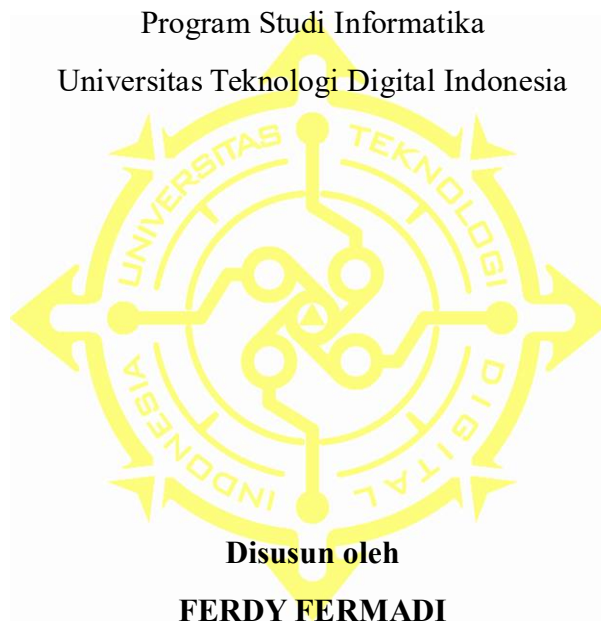 Program Studi Informatika
Universitas Teknologi Digital Indonesia
UNIVERSITAS TEKNOLOGI DIGITAL INDONESIA
Disusun oleh
FERDY FERMADI